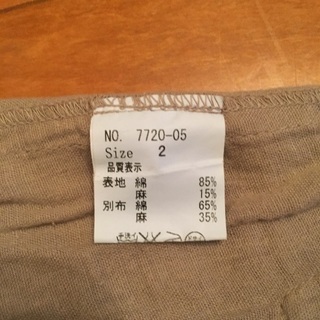 NO. 7720-05
Size 2
品質表示
表地 綿 85%
麻 15%
別布 綿 65%
麻 35%